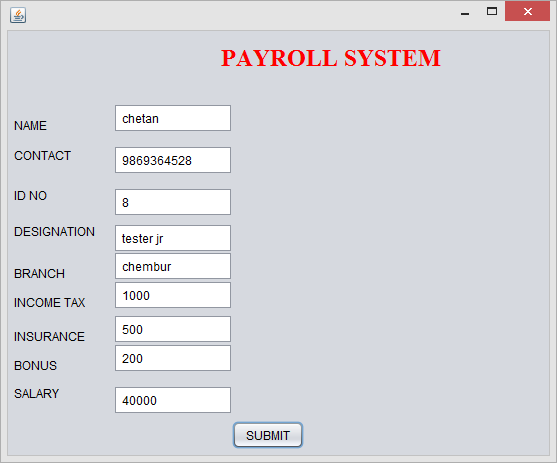 PAYROLL SYSTEM
NAME chetan
CONTACT 9869364528
ID NO 8
DESIGNATION tester jr
BRANCH chembur
INCOME TAX 1000
INSURANCE 500
BONUS 200
SALARY 40000
SUBMIT